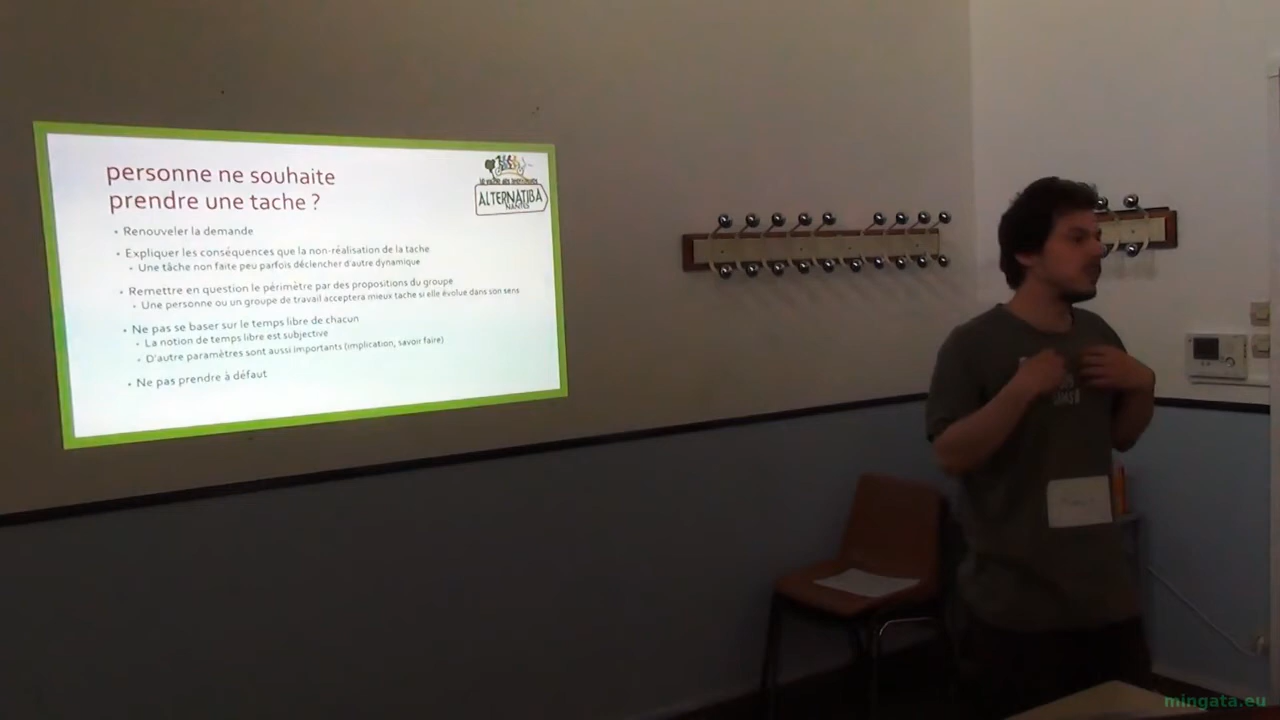 personne ne souhaite
prendre une tache ?
• Renouveler la demande
• Expliquer les conséquences que la non-réalisation de la tache
• Une tâche non faite peu parfois déclencher d'autre dynamique
• Remettre en question le périmètre par des propositions du groupe
• Une personne ou un groupe de travail acceptera mieux tache si elle évolue dans son sens
• Ne pas se baser sur le temps libre de chacun
• La notion de temps libre est subjective
• D'autre paramètres sont aussi importants (implication, savoir faire)
• Ne pas prendre à défaut
ALTERNATIBA
NANTES
mingata.eu